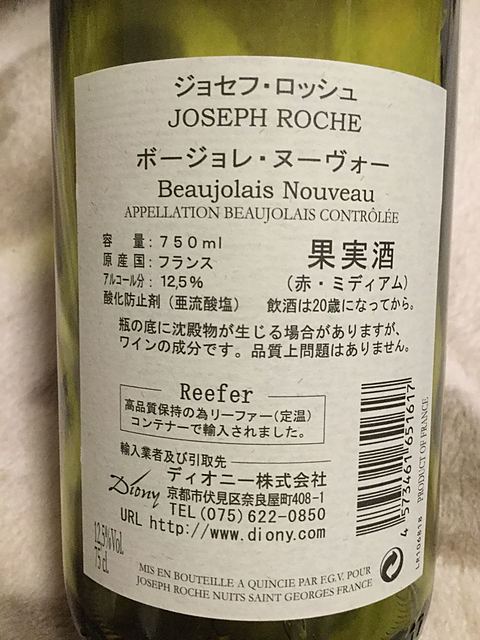 ジョセフ・ロッシュ
JOSEPH ROCHE
ボージョレ・ヌーヴォー
Beaujolais Nouveau
APPELLATION BEAUJOLAIS CONTRÔLÉE
容 量:750ml
原産国:フランス
アルコール分:12,5%
酸化防止剤(亜流酸塩)
果実酒
(赤・ミディアム)
飲酒は20歳になってから。
瓶の底に沈殿物が生じる場合がありますが、
ワインの成分です。品質上問題はありません。
Reefer
高品質保持の為リーファー(定温)
コンテナーで輸入されました。
輸入業者及び引取先
Diony
ディオニー株式会社
京都市伏見区奈良屋町408-1
TEL(075)622-0850
URL http://www.diony.com
12,5%Vol.
75cl.
4573461651617
PRODUCT OF FRANCE
LR106818
MIS EN BOUTEILLE A QUINCIE PAR F.G.V. POUR
JOSEPH ROCHE NUITS SAINT GEORGES FRANCE